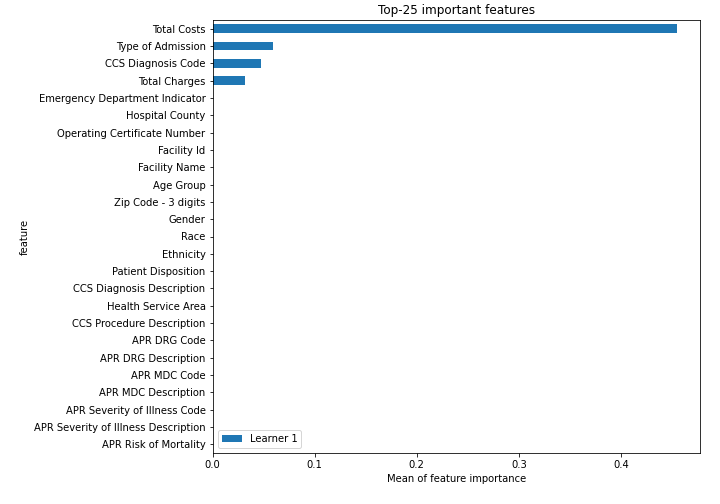 Top-25 important features
Total Costs
Type of Admission
CCS Diagnosis Code
Total Charges
Emergency Department Indicator
Hospital County
Operating Certificate Number
Facility Id
Facility Name
Age Group
Zip Code - 3 digits
Gender
Race
Ethnicity
Patient Disposition
CCS Diagnosis Description
Health Service Area
CCS Procedure Description
APR DRG Code
APR DRG Description
APR MDC Code
APR MDC Description
APR Severity of Illness Code
APR Severity of Illness Description
APR Risk of Mortality
feature
Learner 1
0.0 0.1 0.2 0.3 0.4
Mean of feature importance